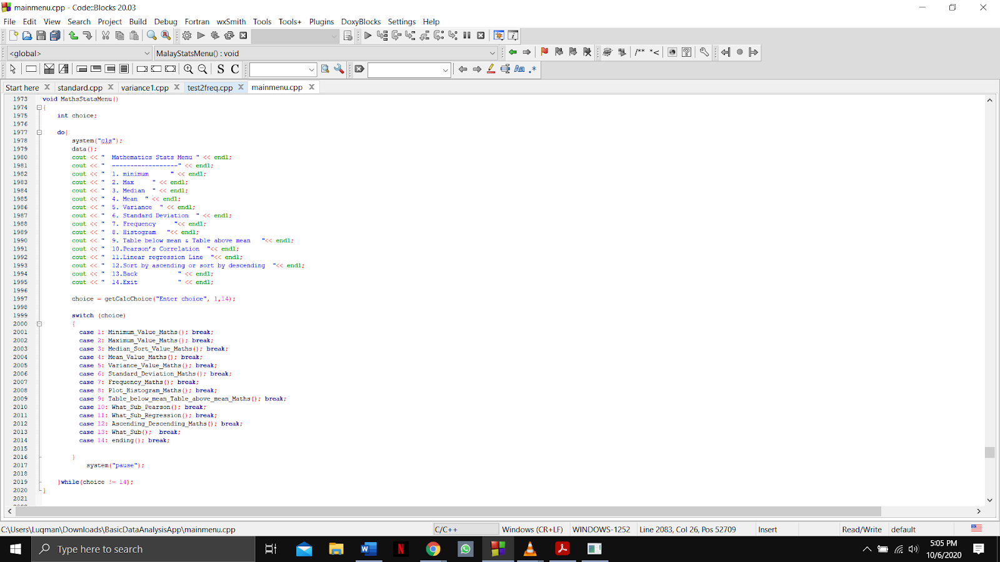 mainmenu.cpp - Code::Blocks 20.03
File Edit View Search Project Build Debug Fortran wxSmith Tools Tools+ Plugins DoxyBlocks Settings Help
<global> MalayStatsMenu() : void
/** *<
S C Aa .*
Start here standard.cpp variance1.cpp test2freq.cpp mainmenu.cpp
1973 void MathsStatsMenu()
1974 {
1975 int choice;
1976
1977 do{
1978 system("cls");
1979 data();
1980 cout << "  Mathematics Stats Menu " << endl;
1981 cout << "  ------------------" << endl;
1982 cout << "  1. minimum      " << endl;
1983 cout << "  2. Max     " << endl;
1984 cout << "  3. Median  " << endl;
1985 cout << "  4. Mean  " << endl;
1986 cout << "  5. Variance  " << endl;
1987 cout << "  6. Standard Deviation  " << endl;
1988 cout << "  7. Frequency     "<< endl;
1989 cout << "  8. Histogram   "<< endl;
1990 cout << "  9. Table below mean & Table above mean   "<< endl;
1991 cout << "  10.Pearson's Correlation  "<< endl;
1992 cout << "  11.Linear regression Line  "<< endl;
1993 cout << "  12.Sort by ascending or sort by descending  "<< endl;
1994 cout << "  13.Back           " << endl;
1995 cout << "  14.Exit           " << endl;
1996
1997 choice = getCalcChoice("Enter choice", 1,14);
1998
1999 switch (choice)
2000 {
2001 case 1: Minimum_Value_Maths(); break;
2002 case 2: Maximum_Value_Maths(); break;
2003 case 3: Median_Sort_Value_Maths(); break;
2004 case 4: Mean_Value_Maths(); break;
2005 case 5: Variance_Value_Maths(); break;
2006 case 6: Standard_Deviation_Maths(); break;
2007 case 7: Frequency_Maths(); break;
2008 case 8: Plot_Histogram_Maths(); break;
2009 case 9: Table_below_mean_Table_above_mean_Maths(); break;
2010 case 10: What_Sub_Pearson(); break;
2011 case 11: What_Sub_Regression(); break;
2012 case 12: Ascending_Descending_Maths(); break;
2013 case 13: What_Sub();  break;
2014 case 14: ending(); break;
2015
2016 }
2017 system("pause");
2018
2019 }while(choice != 14);
2020 }
2021
C:\Users\Luqman\Downloads\BasicDataAnalysisApp\mainmenu.cpp C/C++ Windows (CR+LF) WINDOWS-1252 Line 2083, Col 26, Pos 52709 Insert Read/Write default
Type here to search
5:05 PM
10/6/2020